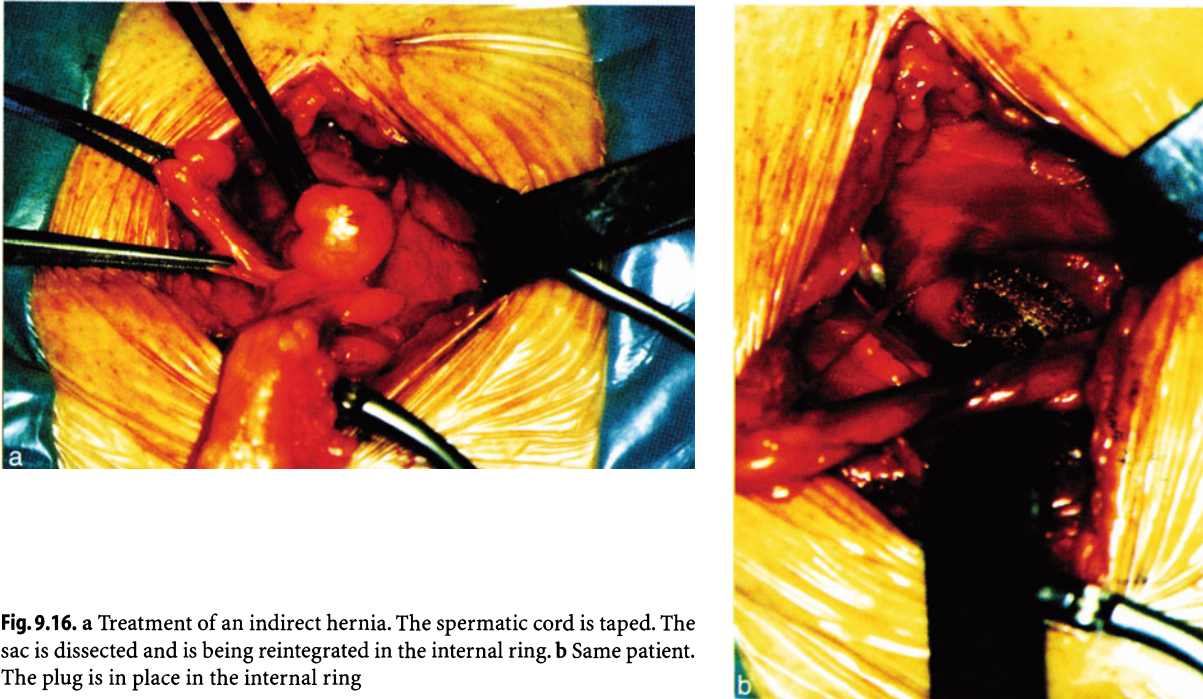 a
b
Fig. 9.16. a Treatment of an indirect hernia. The spermatic cord is taped. The
sac is dissected and is being reintegrated in the internal ring. b Same patient.
The plug is in place in the internal ring